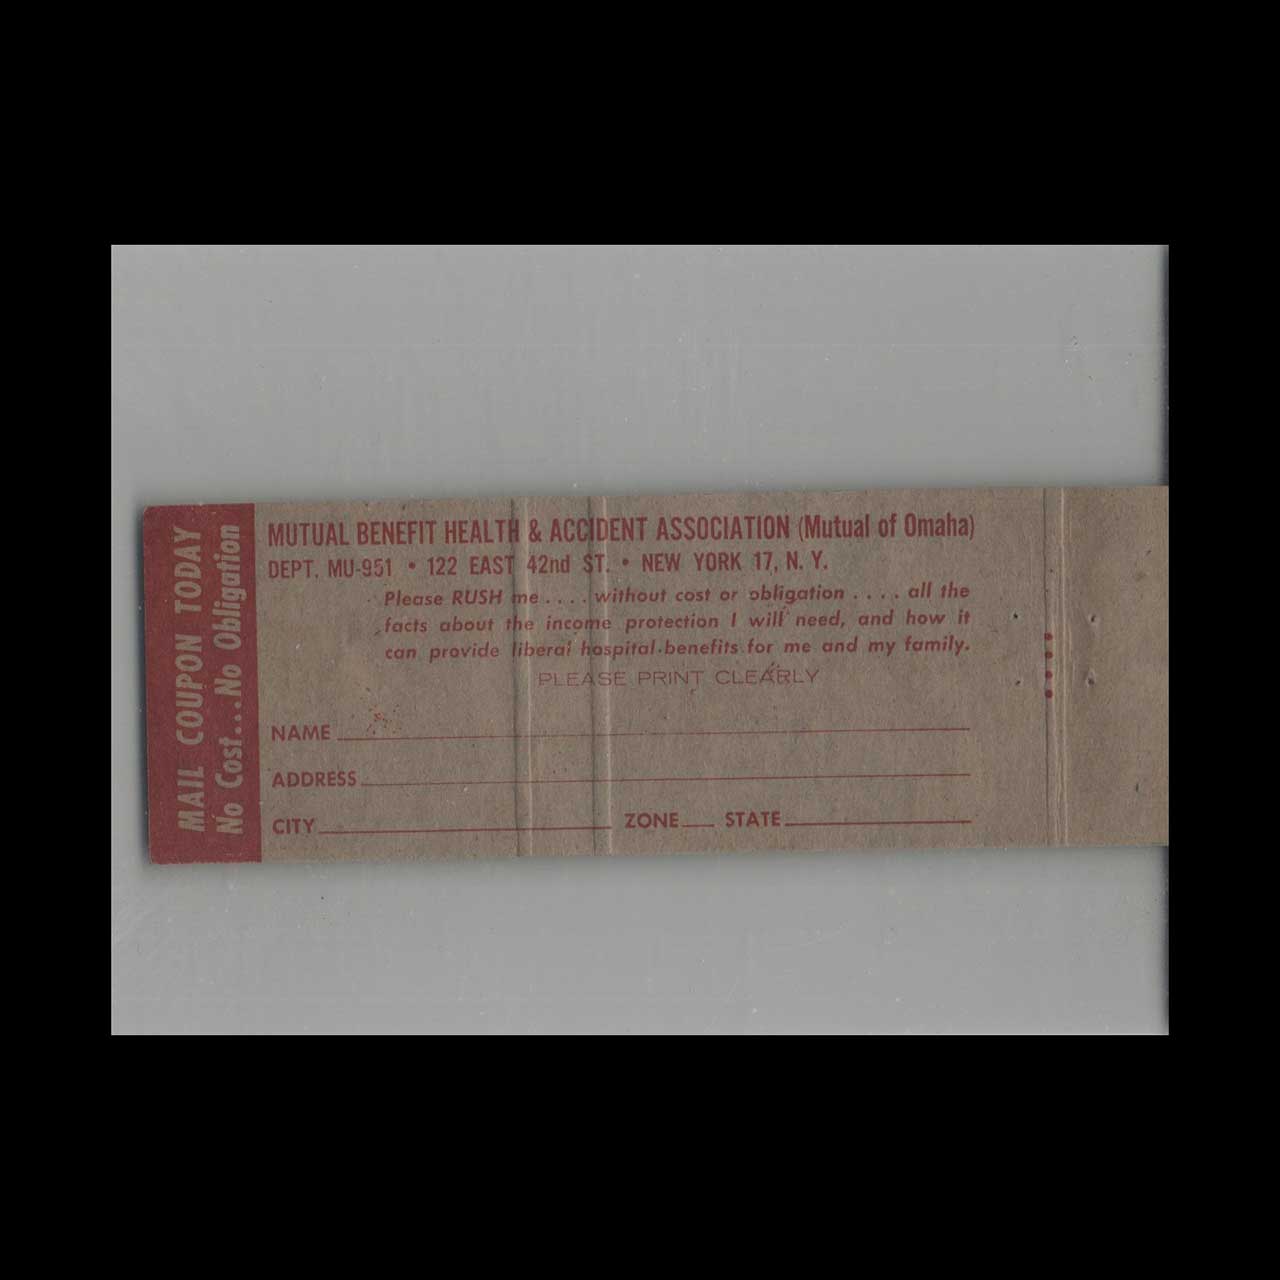 MAIL COUPON TODAY
No Cost...No Obligation
MUTUAL BENEFIT HEALTH & ACCIDENT ASSOCIATION (Mutual of Omaha)
DEPT. MU-951 • 122 EAST 42nd ST. • NEW YORK 17, N. Y.
Please RUSH me .... without cost or obligation .... all the
facts about the income protection I will need, and how it
can provide liberal hospital benefits for me and my family.
PLEASE PRINT CLEARLY
NAME
ADDRESS
CITY ZONE STATE